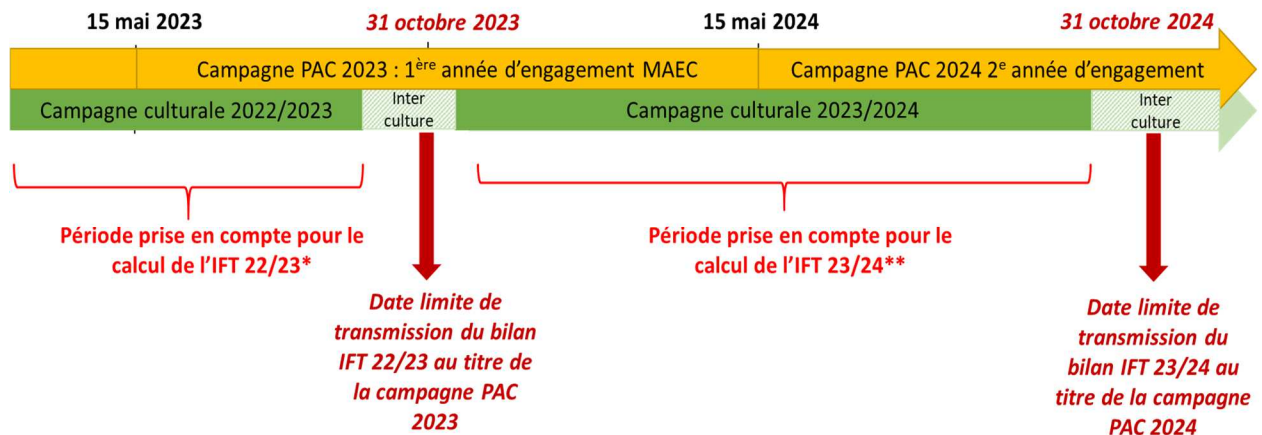 15 mai 2023
31 octobre 2023
15 mai 2024
31 octobre 2024
Campagne PAC 2023 : 1ère année d'engagement MAEC
Campagne PAC 2024 2e année d'engagement
Campagne culturale 2022/2023
Inter
culture
Campagne culturale 2023/2024
Inter
culture
Période prise en compte pour le
calcul de l'IFT 22/23*
Période prise en compte pour le
calcul de l'IFT 23/24**
Date limite de
transmission du bilan
IFT 22/23 au titre de
la campagne PAC
2023
Date limite de
transmission du
bilan IFT 23/24 au
titre de la campagne
PAC 2024